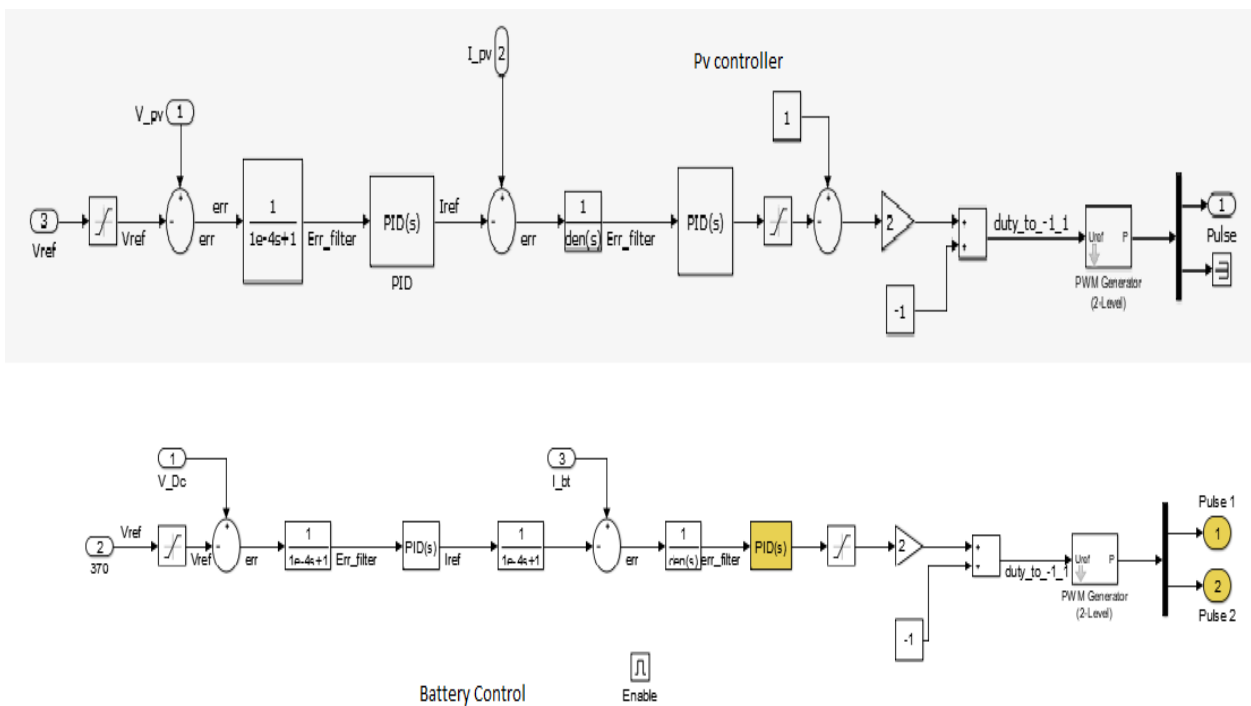 I_pv
2
Pv controller
V_pv
1
1
3
Vref
Vref
-
+
err
err
1
1e-4s+1
Err_filter
PID(s)
PID
Iref
-
+
err
1
den(s)
Err_filter
PID(s)
-
+
2
-1
+
+
duty_to_-1_1
Uref
P
PWM Generator
(2-Level)
1
Pulse
1
V_Dc
3
I_bt
Vref
2
370
Vref
-
+
err
1
1e-4s+1
Err_filter
PID(s)
Iref
1
1e-4s+1
-
+
err
1
den(s)
err_filter
PID(s)
2
-1
+
+
duty_to_-1_1
Uref
P
PWM Generator
(2-Level)
Pulse 1
1
2
Pulse 2
Battery Control
Enable